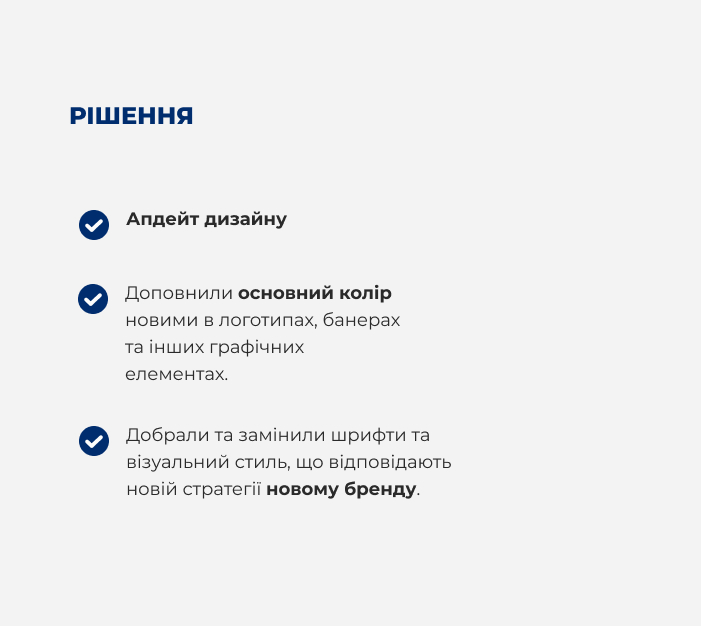 РІШЕННЯ
Апдейт дизайну
Доповнили основний колір
новими в логотипах, банерах
та інших графічних
елементах.
Добрали та замінили шрифти та
візуальний стиль, що відповідають
новій стратегії новому бренду.